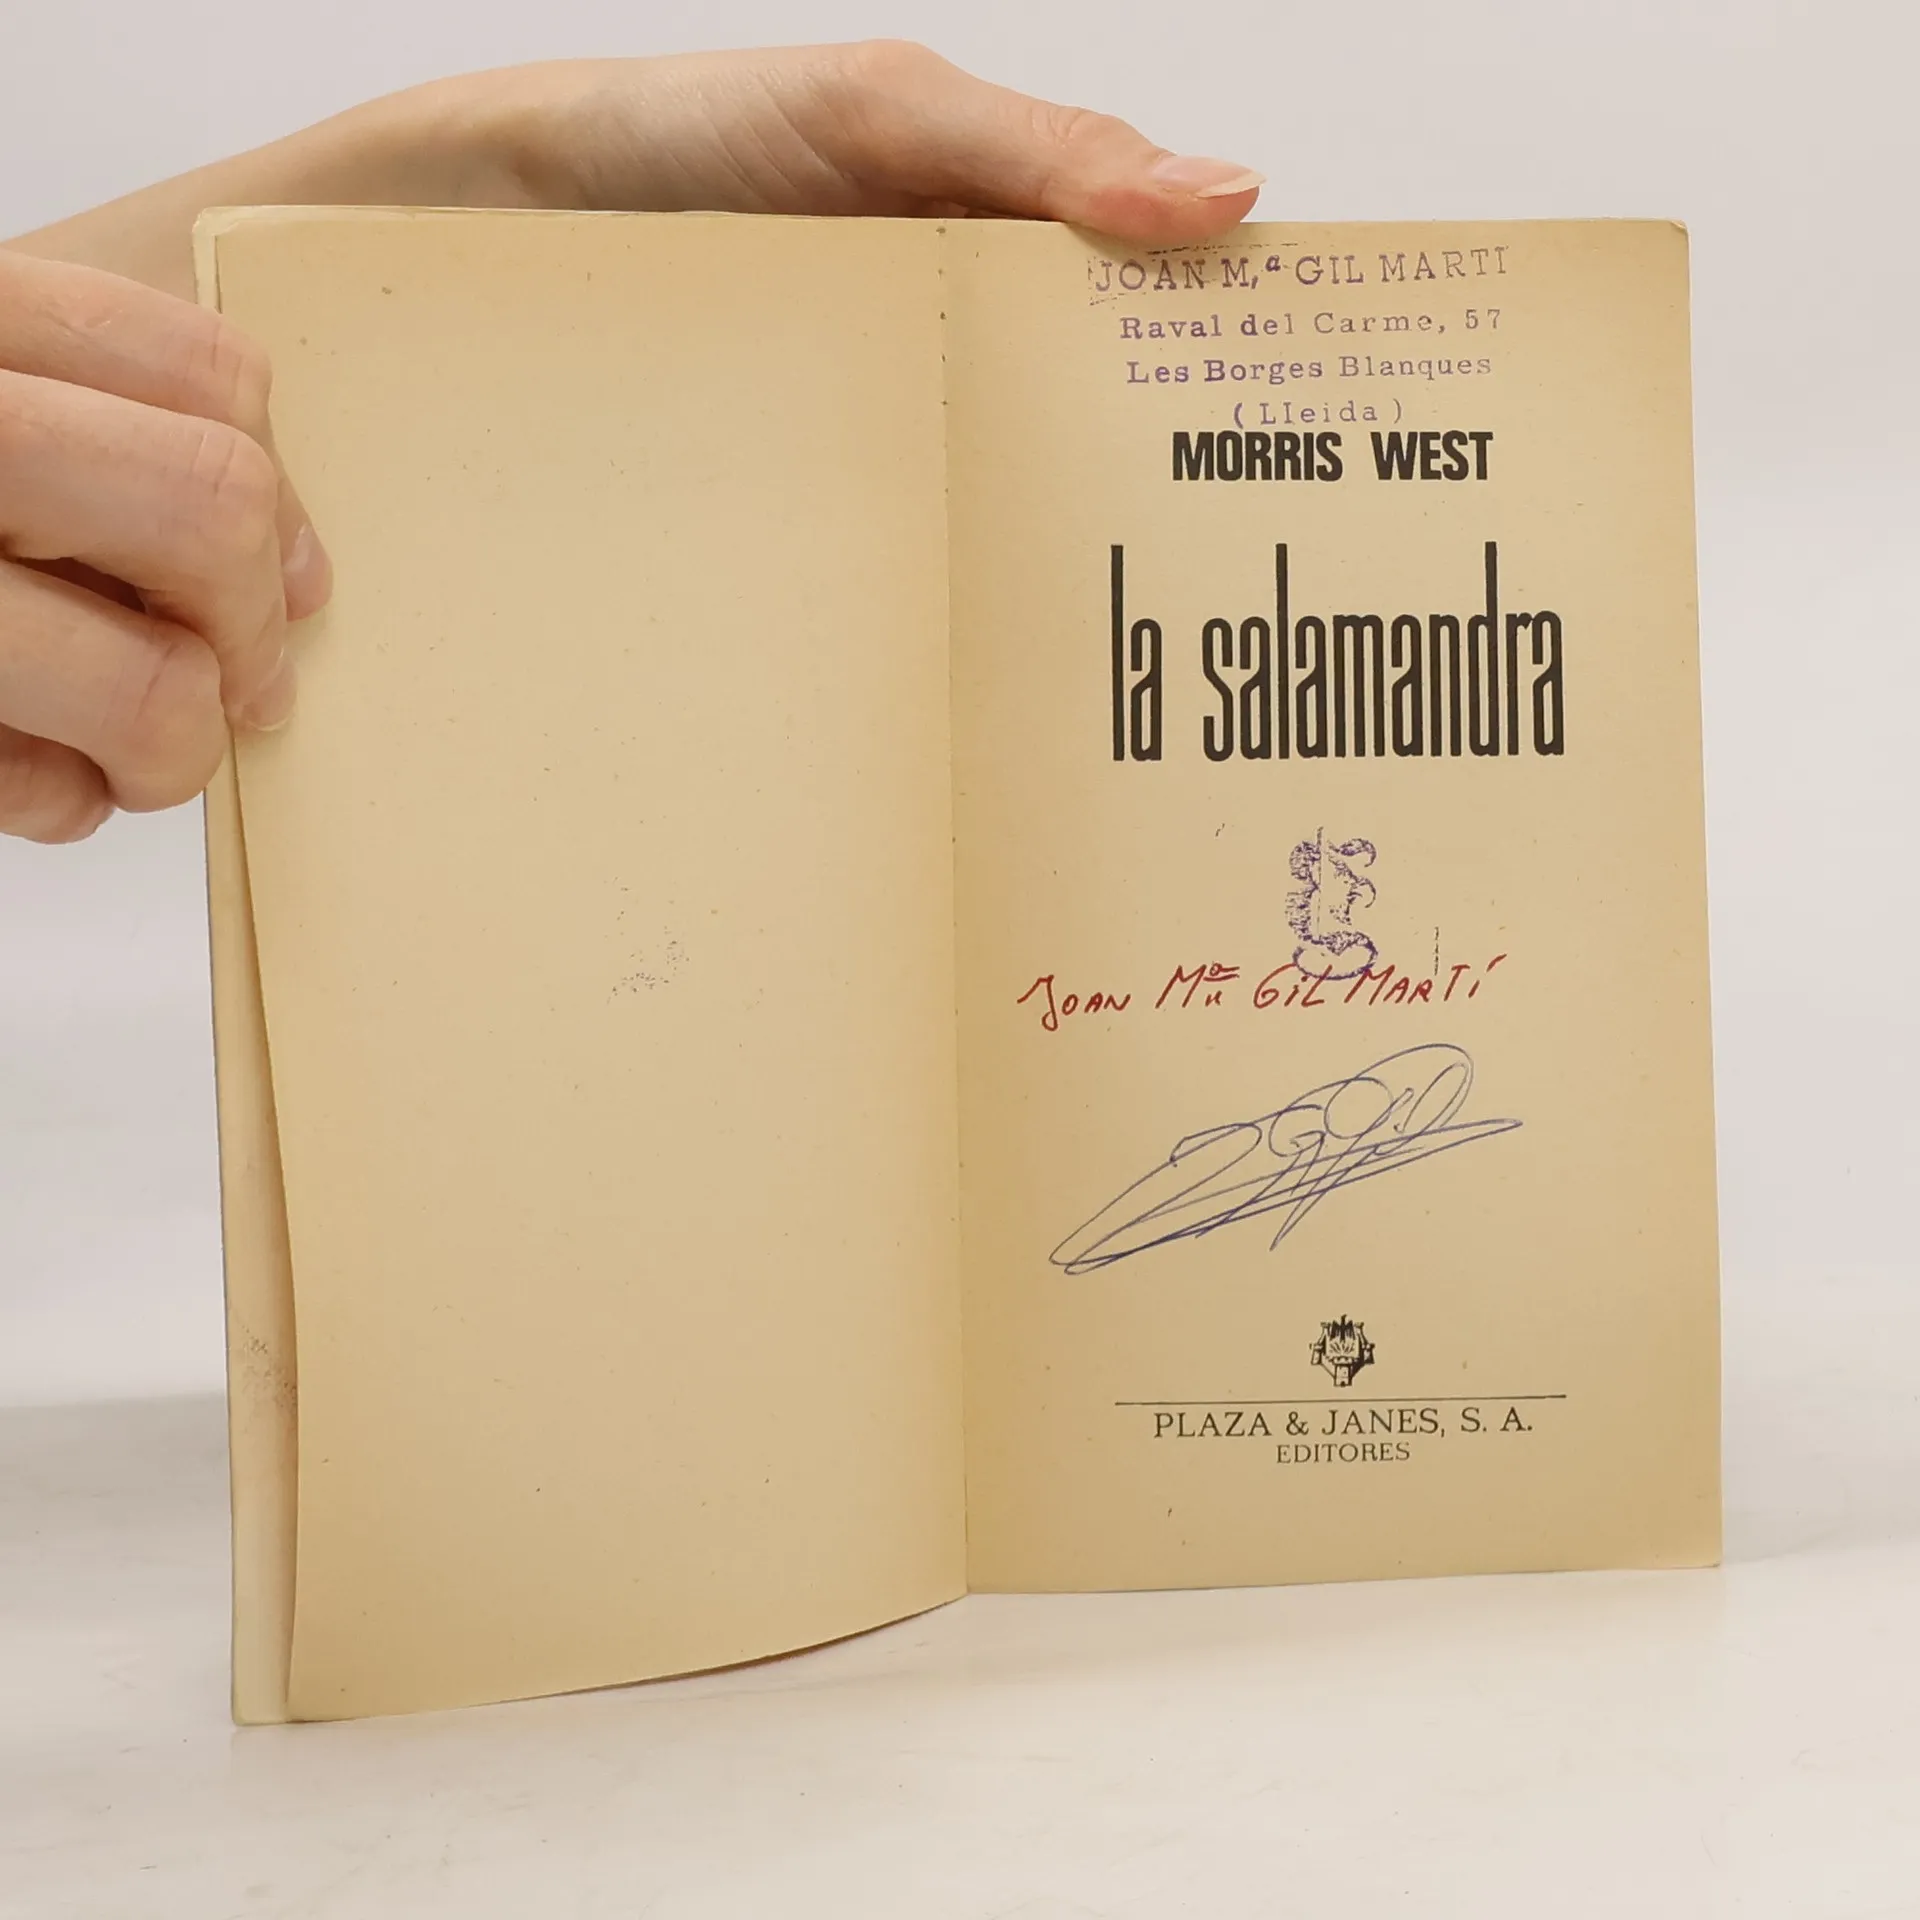 JOAN M,ª GIL MARTI
Raval del Carme, 57
Les Borges Blanques
(Lleida)
MORRIS WEST
la salamandra
JOAN Mª GIL MARTÍ
PLAZA & JANES, S. A.
EDITORES